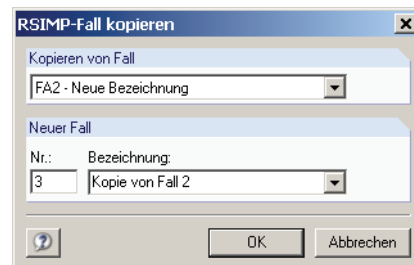 RSIMP-Fall kopieren
Kopieren von Fall
FA2 - Neue Bezeichnung
Neuer Fall
Nr.: Bezeichnung:
3 Kopie von Fall 2
OK Abbrechen